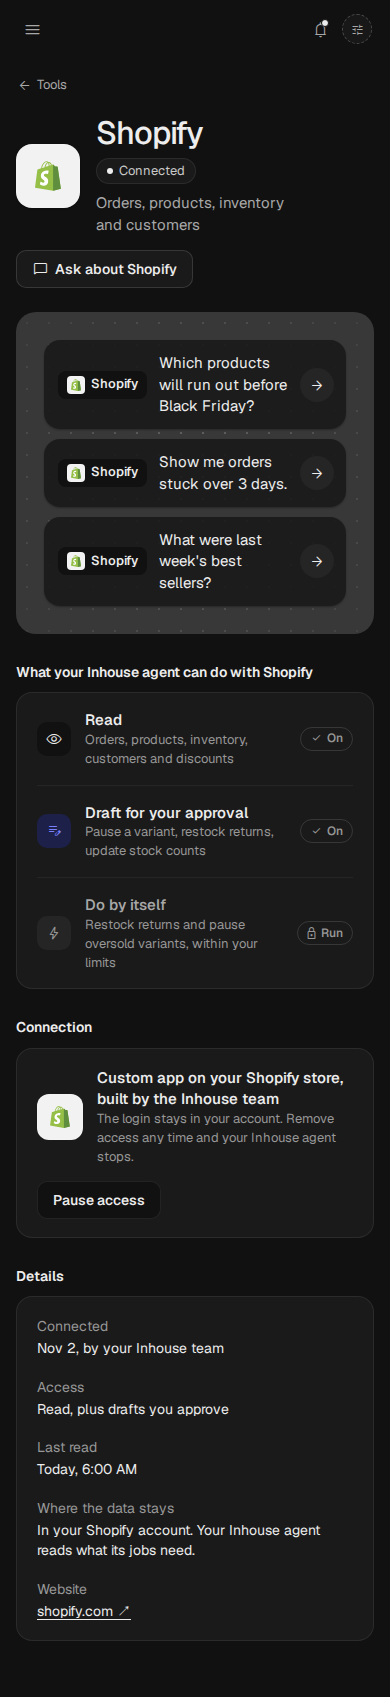 Tools
Shopify
Connected
Orders, products, inventory
and customers
Ask about Shopify
Shopify
Which products
will run out before
Black Friday?
Shopify
Show me orders
stuck over 3 days.
Shopify
What were last
week's best
sellers?
What your Inhouse agent can do with Shopify
Read
Orders, products, inventory,
customers and discounts
On
Draft for your approval
Pause a variant, restock returns,
update stock counts
On
Do by itself
Restock returns and pause
oversold variants, within your
limits
Run
Connection
Custom app on your Shopify store,
built by the Inhouse team
The login stays in your account. Remove
access any time and your Inhouse agent
stops.
Pause access
Details
Connected
Nov 2, by your Inhouse team
Access
Read, plus drafts you approve
Last read
Today, 6:00 AM
Where the data stays
In your Shopify account. Your Inhouse agent
reads what its jobs need.
Website
shopify.com ↗